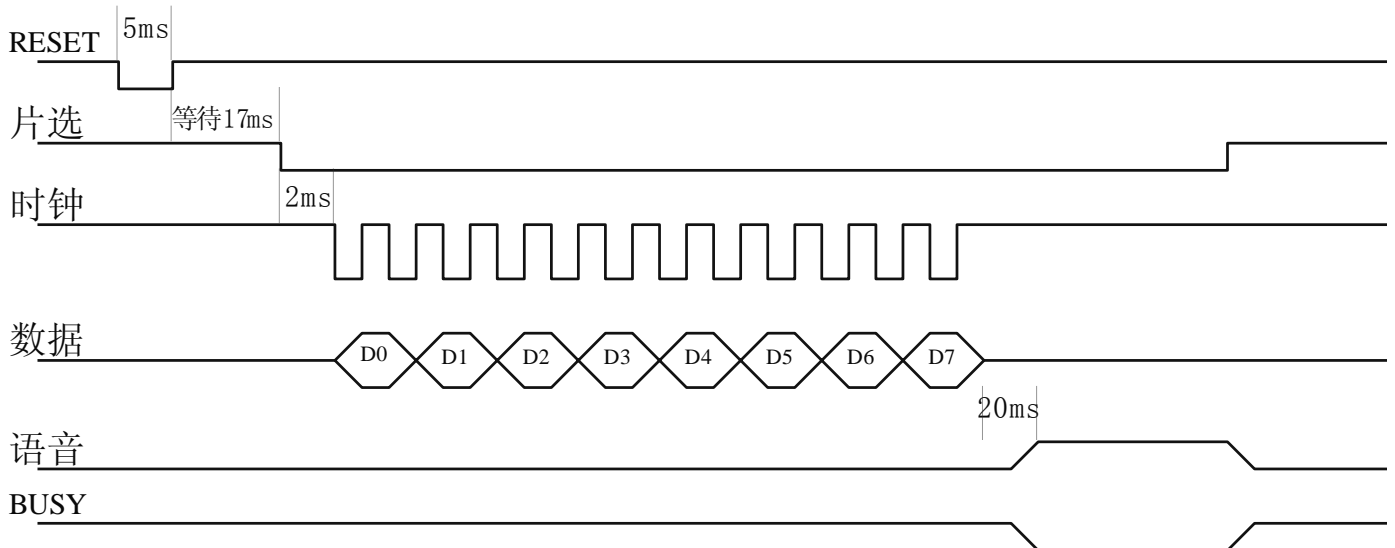 5ms
RESET
等待17ms
片选
2ms
时钟
数据
D0 D1 D2 D3 D4 D5 D6 D7
20ms
语音
BUSY